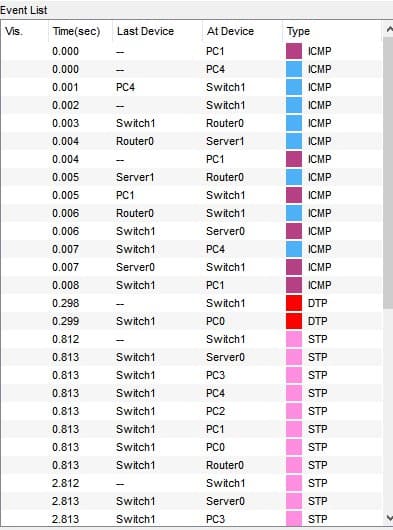 Event List
Vis. Time(sec) Last Device At Device Type
0.000 -- PC1 ICMP
0.000 -- PC4 ICMP
0.001 PC4 Switch1 ICMP
0.002 -- Switch1 ICMP
0.003 Switch1 Router0 ICMP
0.004 Router0 Server1 ICMP
0.004 -- PC1 ICMP
0.005 Server1 Router0 ICMP
0.005 PC1 Switch1 ICMP
0.006 Router0 Switch1 ICMP
0.006 Switch1 Server0 ICMP
0.007 Switch1 PC4 ICMP
0.007 Server0 Switch1 ICMP
0.008 Switch1 PC1 ICMP
0.298 -- Switch1 DTP
0.299 Switch1 PC0 DTP
0.812 -- Switch1 STP
0.813 Switch1 Server0 STP
0.813 Switch1 PC3 STP
0.813 Switch1 PC4 STP
0.813 Switch1 PC2 STP
0.813 Switch1 PC1 STP
0.813 Switch1 PC0 STP
0.813 Switch1 Router0 STP
2.812 -- Switch1 STP
2.813 Switch1 Server0 STP
2.813 Switch1 PC3 STP